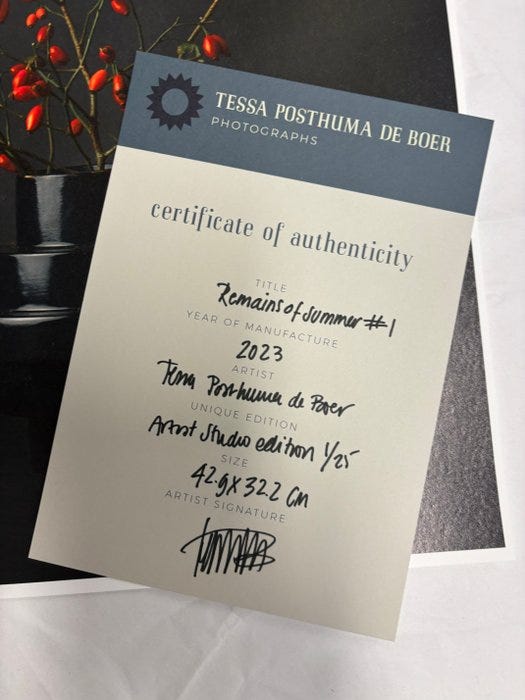 TESSA POSTHUMA DE BOER
PHOTOGRAPHS
certificate of authenticity
TITLE
Remains of summer #1
YEAR OF MANUFACTURE
2023
ARTIST
Tessa Posthuma de Boer
UNIQUE EDITION
Artist Studio edition 1/25
SIZE
42.9 x 32.2 cm
ARTIST SIGNATURE